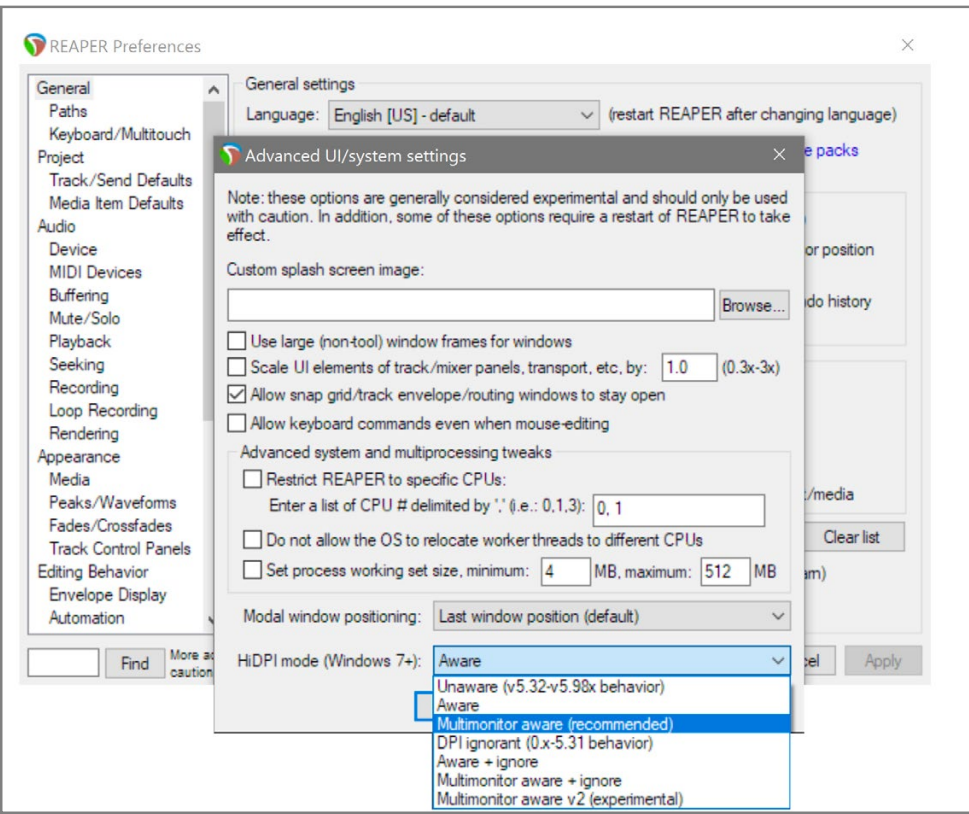 REAPER Preferences
General
Paths
Keyboard/Multitouch
Project
Track/Send Defaults
Media Item Defaults
Audio
Device
MIDI Devices
Buffering
Mute/Solo
Playback
Seeking
Recording
Loop Recording
Rendering
Appearance
Media
Peaks/Waveforms
Fades/Crossfades
Track Control Panels
Editing Behavior
Envelope Display
Automation
Find
More
caution
General settings
Language: English [US] - default (restart REAPER after changing language)
packs
or position
history
/media
Clear list
Apply
Advanced UI/system settings
Note: these options are generally considered experimental and should only be used
with caution. In addition, some of these options require a restart of REAPER to take
effect.
Custom splash screen image:
Browse...
Use large (non-tool) window frames for windows
Scale UI elements of track/mixer panels, transport, etc, by: 1.0 (0.3x-3x)
Allow snap grid/track envelope/routing windows to stay open
Allow keyboard commands even when mouse-editing
Advanced system and multiprocessing tweaks
Restrict REAPER to specific CPUs:
Enter a list of CPU # delimited by ',' (i.e.: 0,1,3): 0, 1
Do not allow the OS to relocate worker threads to different CPUs
Set process working set size, minimum: 4 MB, maximum: 512 MB
Modal window positioning: Last window position (default)
HiDPI mode (Windows 7+): Aware
Unaware (v5.32-v5.98x behavior)
Aware
Multimonitor aware (recommended)
DPI ignorant (0.x-5.31 behavior)
Aware + ignore
Multimonitor aware + ignore
Multimonitor aware v2 (experimental)